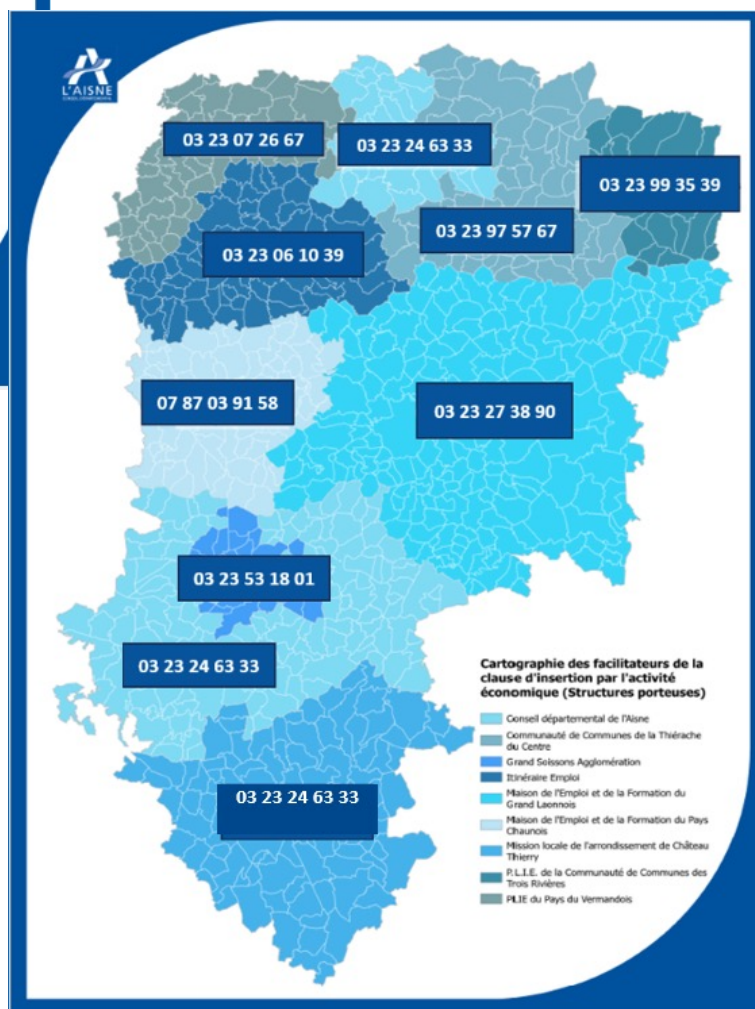 L'AISNE
03 23 07 26 67
03 23 24 63 33
03 23 99 35 39
03 23 06 10 39
03 23 97 57 67
07 87 03 91 58
03 23 27 38 90
03 23 53 18 01
03 23 24 63 33
03 23 24 63 33
Cartographie des facilitateurs de la
clause d'insertion par l'activité
économique (Structures porteuses)
Conseil départemental de l'Aisne
Communauté de Communes de la Thiérache
du Centre
Grand Soissons Agglomération
Itinéraire Emploi
Maison de l'Emploi et de la Formation du
Grand Laonnois
Maison de l'Emploi et de la Formation du Pays
Chaunois
Mission locale de l'arrondissement de Château
Thierry
P.L.I.E. de la Communauté de Communes des
Trois Rivières
PLIE du Pays du Vermandois